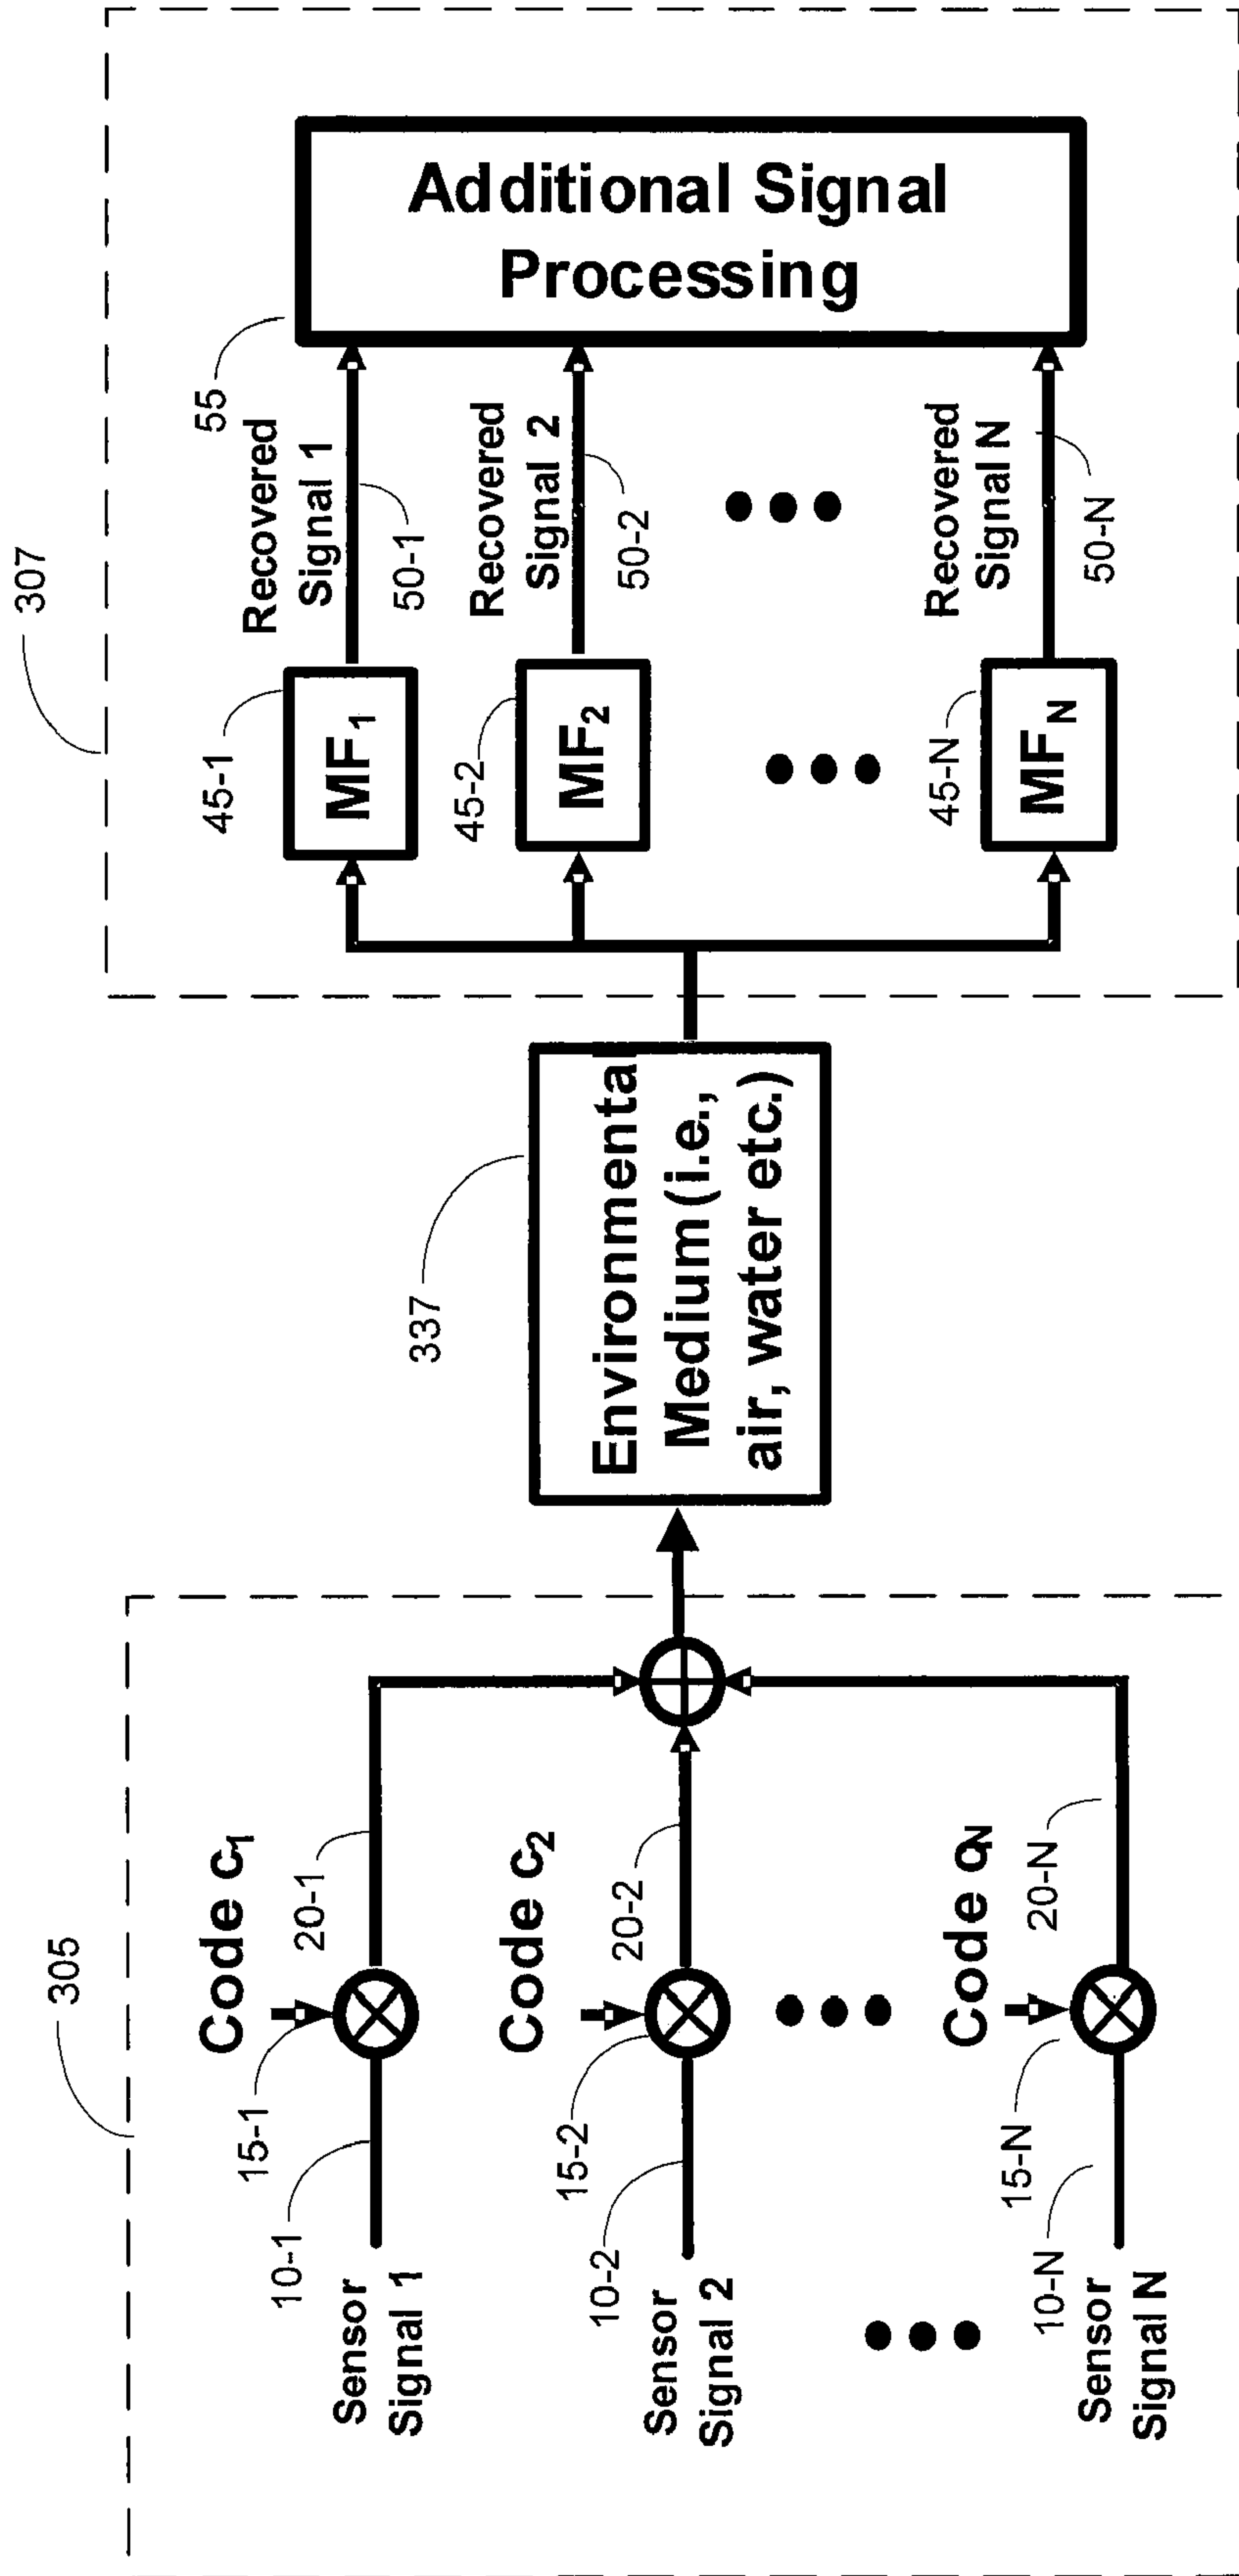 305
307
Sensor
Signal 1
10-1
15-1
Code c1
20-1
Sensor
Signal 2
10-2
15-2
Code c2
20-2
Sensor
Signal N
10-N
15-N
Code cN
20-N
337
Environmental
Medium (i.e.,
air, water etc.)
45-1
MF1
Recovered
Signal 1
50-1
45-2
MF2
Recovered
Signal 2
50-2
45-N
MFN
Recovered
Signal N
50-N
55
Additional Signal
Processing